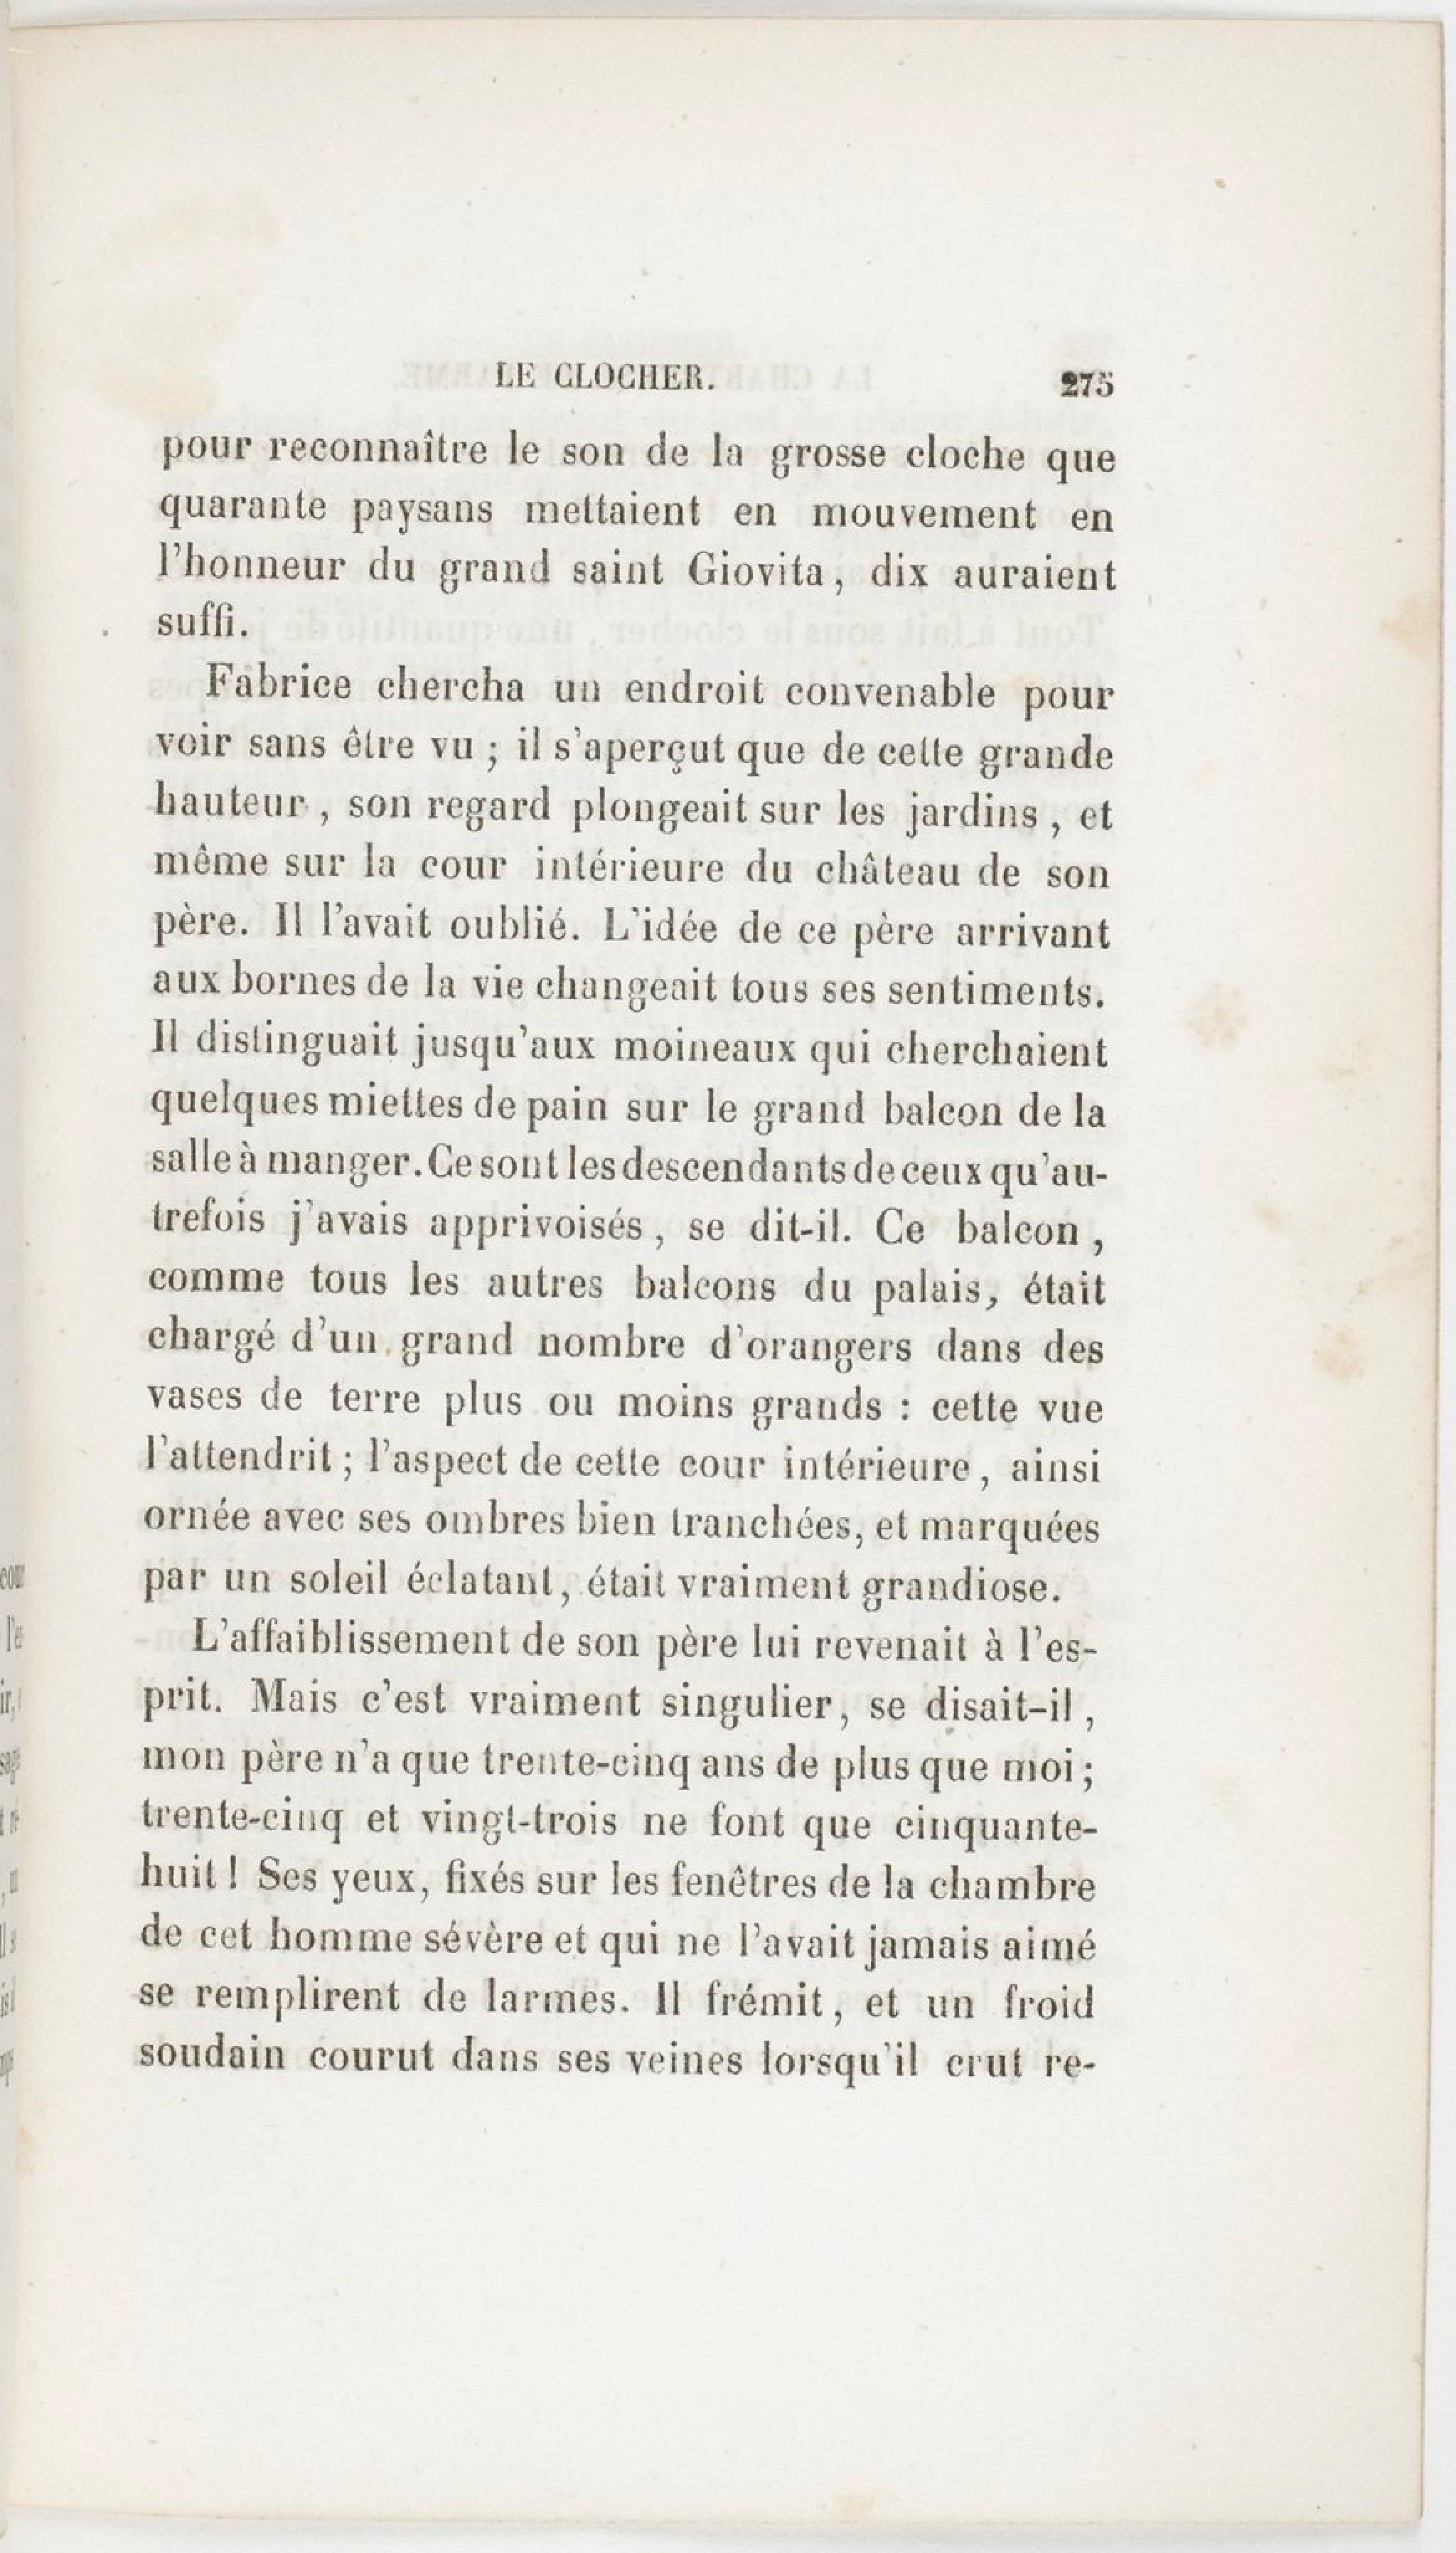 LE CLOCHER. 275
pour reconnaître le son de la grosse cloche que
quarante paysans mettaient en mouvement en
l'honneur du grand saint Giovita, dix auraient
suffi.
Fabrice chercha un endroit convenable pour
voir sans être vu ; il s'aperçut que de cette grande
hauteur , son regard plongeait sur les jardins , et
même sur la cour intérieure du château de son
père. Il l'avait oublié. L'idée de ce père arrivant
aux bornes de la vie changeait tous ses sentiments.
Il distinguait jusqu'aux moineaux qui cherchaient
quelques miettes de pain sur le grand balcon de la
salle à manger. Ce sont les descendants de ceux qu'au-
trefois j'avais apprivoisés , se dit-il. Ce balcon ,
comme tous les autres balcons du palais, était
chargé d'un grand nombre d'orangers dans des
vases de terre plus ou moins grands : cette vue
l'attendrit ; l'aspect de cette cour intérieure , ainsi
ornée avec ses ombres bien tranchées, et marquées
par un soleil éclatant, était vraiment grandiose.
L'affaiblissement de son père lui revenait à l'es-
prit. Mais c'est vraiment singulier, se disait-il ,
mon père n'a que trente-cinq ans de plus que moi ;
trente-cinq et vingt-trois ne font que cinquante-
huit ! Ses yeux, fixés sur les fenêtres de la chambre
de cet homme sévère et qui ne l'avait jamais aimé
se remplirent de larmes. Il frémit, et un froid
soudain courut dans ses veines lorsqu'il crut re-